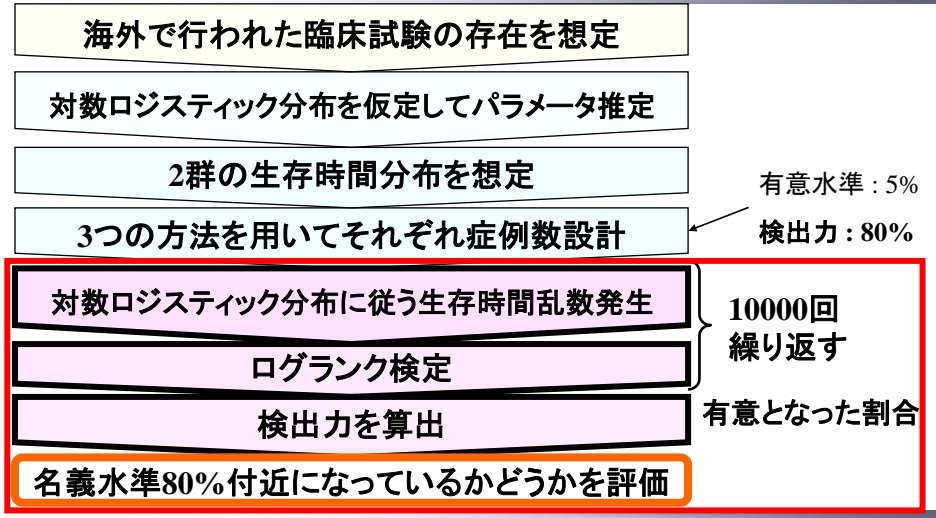 海外で行われた臨床試験の存在を想定
対数ロジスティック分布を仮定してパラメータ推定
2群の生存時間分布を想定
有意水準 : 5%
3つの方法を用いてそれぞれ症例数設計
検出力 : 80%
対数ロジスティック分布に従う生存時間乱数発生
10000回
繰り返す
ログランク検定
検出力を算出
有意となった割合
名義水準80%付近になっているかどうかを評価